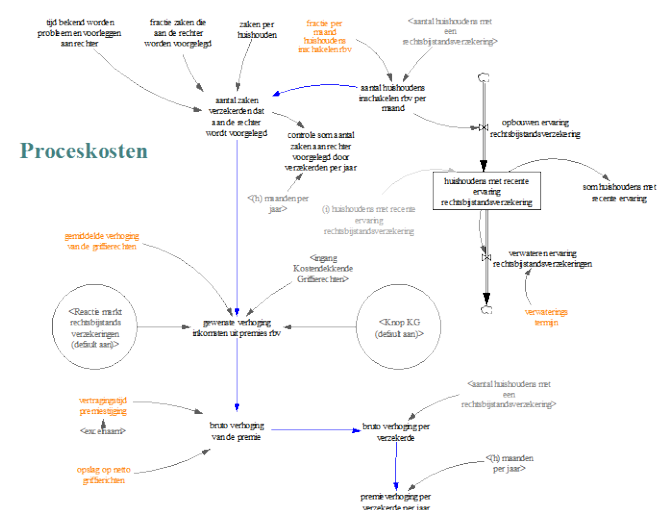 tijd bekend worden
problemen en voorleggen
aan rechter
fractie zaken die
aan de rechter
worden voorgelegd
zaken per
huishouden
fractie per
maand
huishoudens
inschakelen rbv
<aantal huishoudens met
een
rechtsbijstandsverzekering>
aantal zaken
verzekerden dat
aan de rechter
wordt voorgelegd
aantal huishoudens
inschakelen rbv per
maand
opbouwen ervaring
rechtsbijstandsverzekering
controle som aantal
zaken aan rechter
voorgelegd door
verzekerden per jaar
Proceskosten
huishoudens met recente
ervaring
rechtsbijstandsverzekering
som huishoudens met
recente ervaring
<(h) maanden per
jaar>
(i) huishoudens met recente
ervaring
rechtsbijstandsverzekering
gemiddelde verhoging
van de griffierechten
<ingang
Kostendekkende
Griffierechten>
verwateren ervaring
rechtsbijstandsverzekeringen
<Reactie markt
rechtsbijstands
verzekeringen
(default aan)>
gewenste verhoging
inkomsten uit premies rbv
<Knop KG
(default aan)>
verwaterings
termijn
vertragingstijd
premiestijging
<exc elnaam>
bruto verhoging
van de premie
bruto verhoging per
verzekerde
<aantal huishoudens met
een
rechtsbijstandsverzekering>
opslag op netto
griffierichten
<(h) maanden
per jaar>
premieverhoging per
verzekerde per jaar